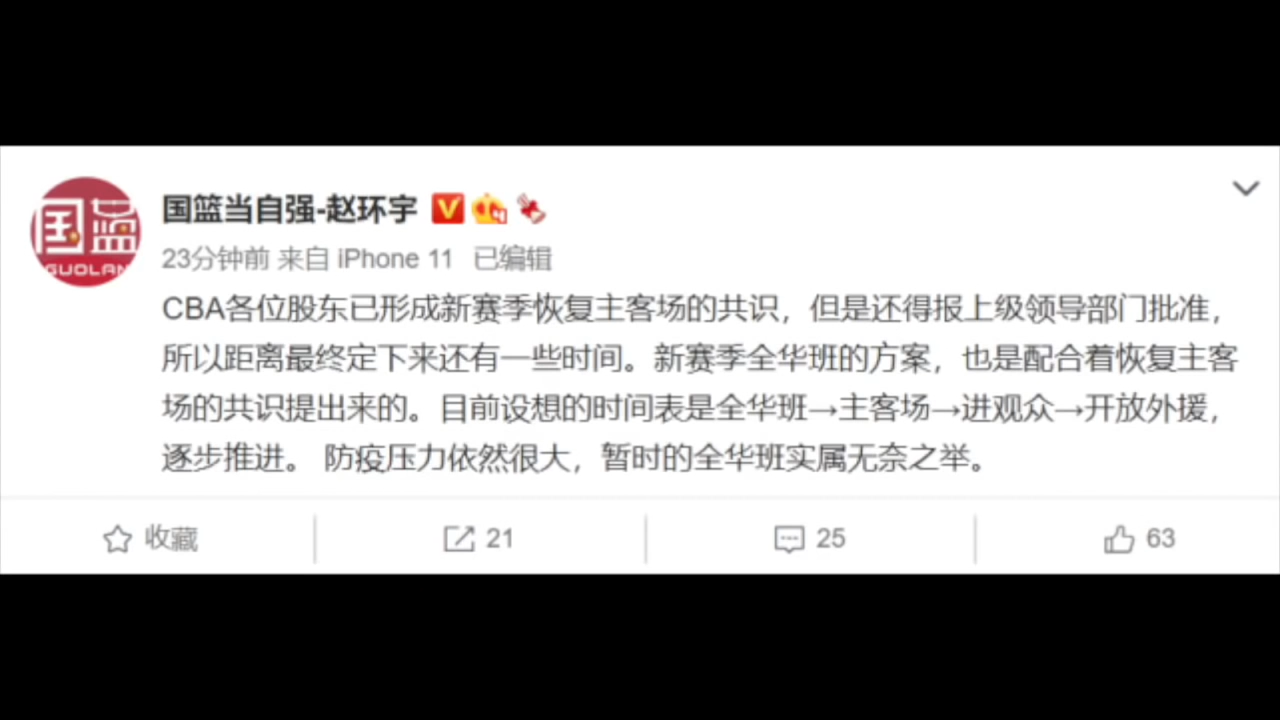 国篮
GUOLAN
国篮当自强-赵环宇
23分钟前 来自 iPhone 11 已编辑
CBA各位股东已形成新赛季恢复主客场的共识，但是还得报上级领导部门批准，
所以距离最终定下来还有一些时间。新赛季全华班的方案，也是配合着恢复主客
场的共识提出来的。目前设想的时间表是全华班→主客场→进观众→开放外援，
逐步推进。 防疫压力依然很大，暂时的全华班实属无奈之举。
收藏 21 25 63